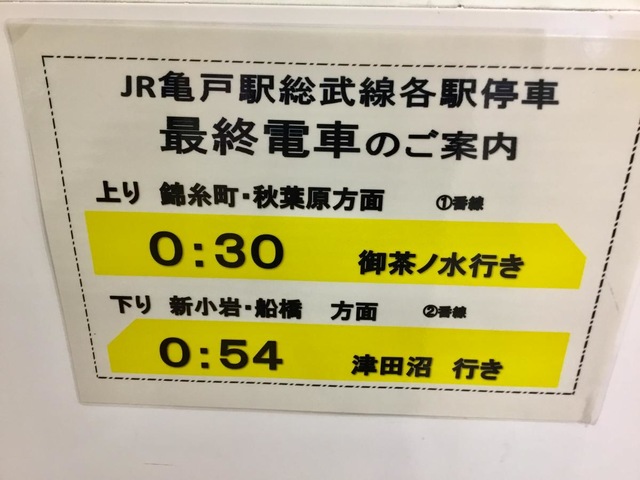 JR亀戸駅総武線各駅停車
最終電車のご案内
上り 錦糸町・秋葉原方面 ①番線
0:30 御茶ノ水行き
下り 新小岩・船橋 方面 ②番線
0:54 津田沼 行き